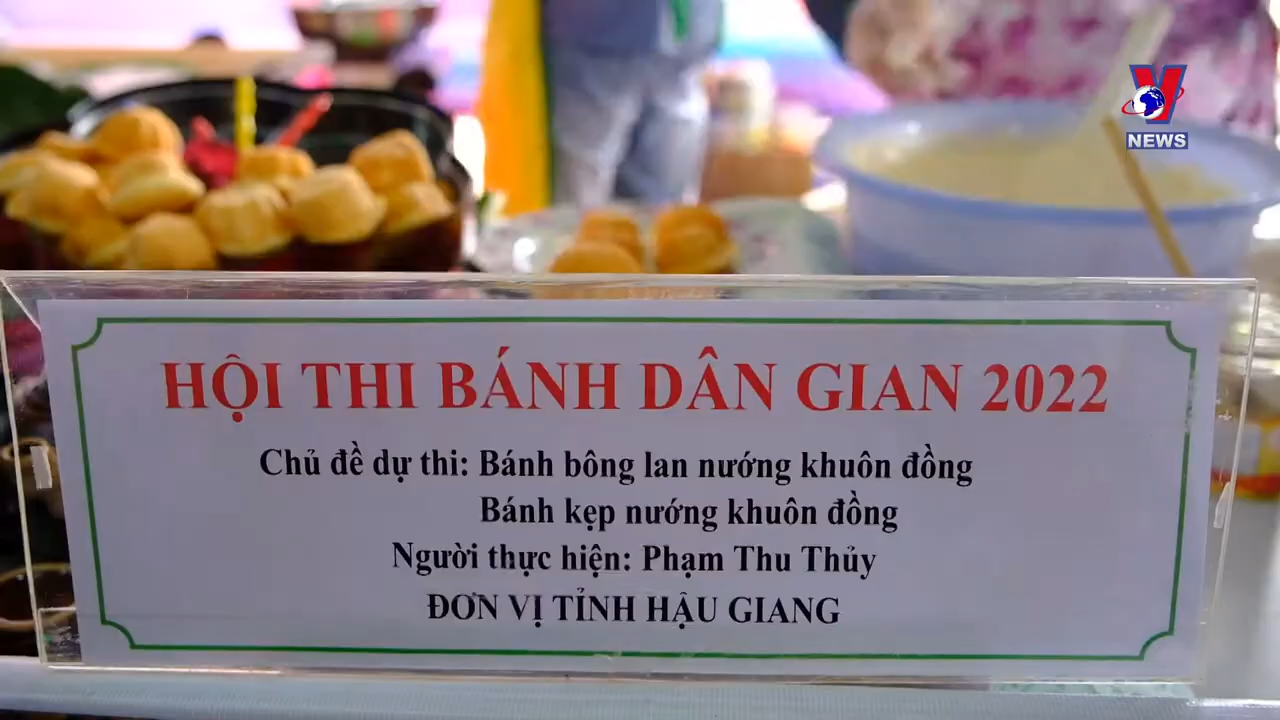 V
NEWS
HỘI THI BÁNH DÂN GIAN 2022
Chủ đề dự thi: Bánh bông lan nướng khuôn đồng
Bánh kẹp nướng khuôn đồng
Người thực hiện: Phạm Thu Thủy
ĐƠN VỊ TỈNH HẬU GIANG